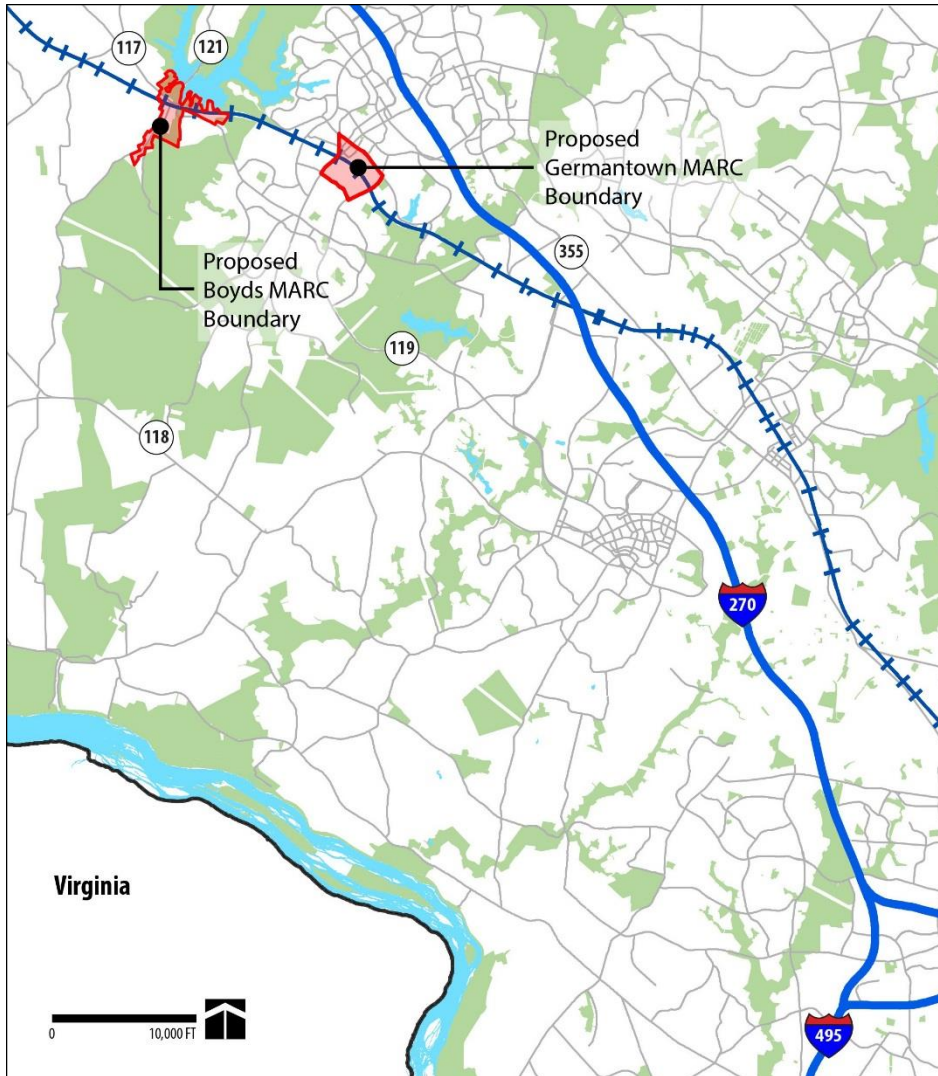 117
121
Proposed
Germantown MARC
Boundary
355
Proposed
Boyds MARC
Boundary
119
118
270
Virginia
0
10,000 FT
495